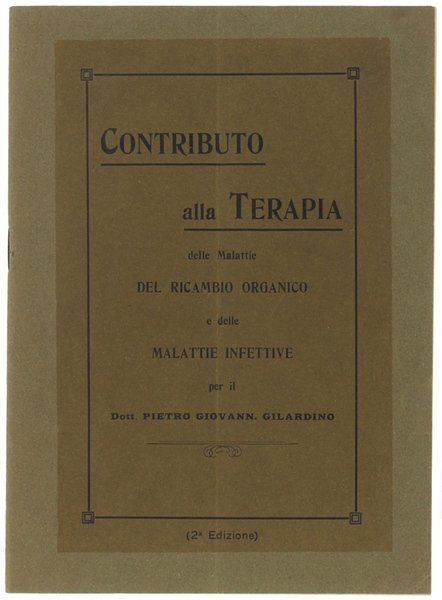 CONTRIBUTO
alla TERAPIA
delle Malattie
DEL RICAMBIO ORGANICO
e delle
MALATTIE INFETTIVE
per il
Dott. PIETRO GIOVANN. GILARDINO
(2ª Edizione)